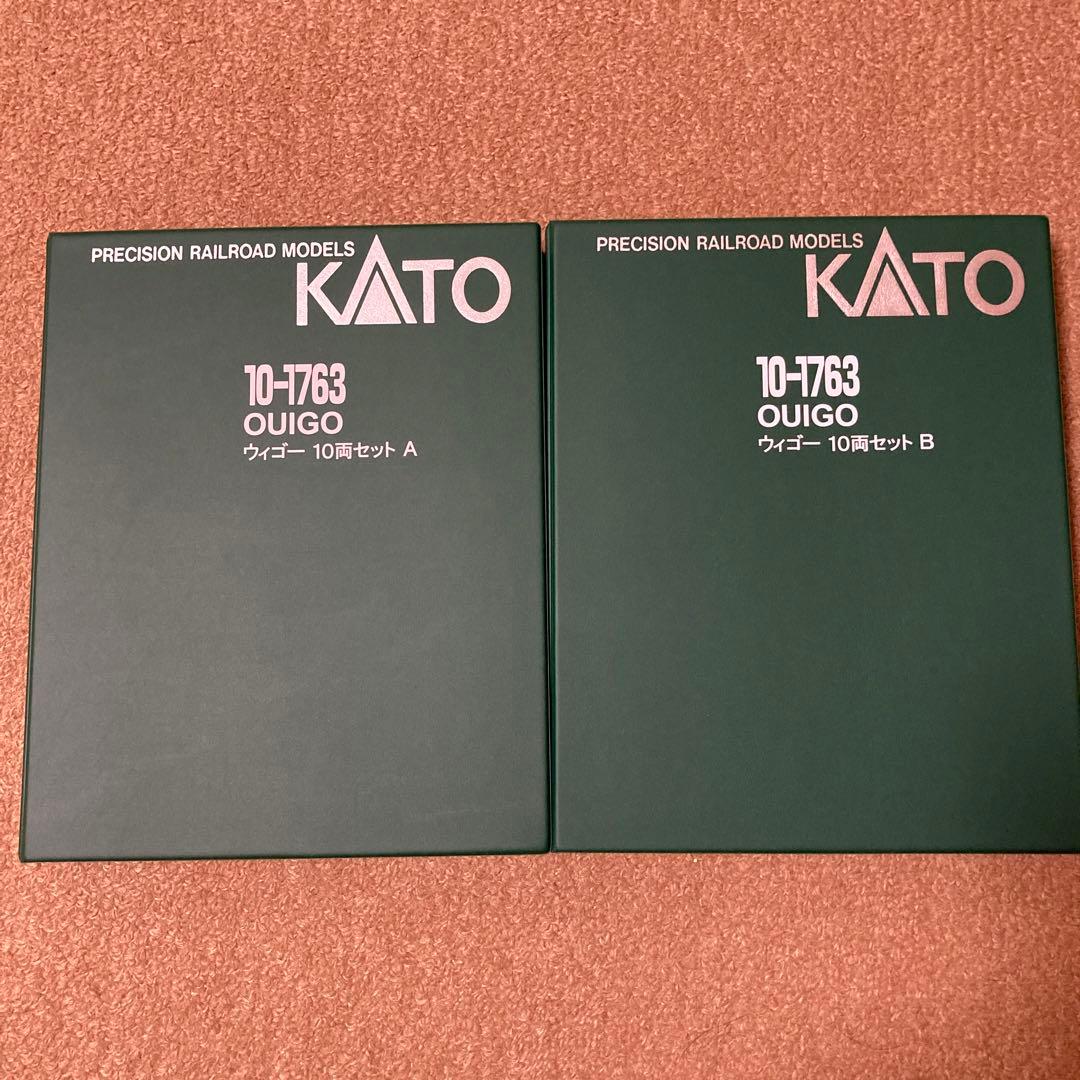 PRECISION RAILROAD MODELS
KATO
10-1763
OUIGO
ウィゴー 10両セット A
PRECISION RAILROAD MODELS
KATO
10-1763
OUIGO
ウィゴー 10両セット B